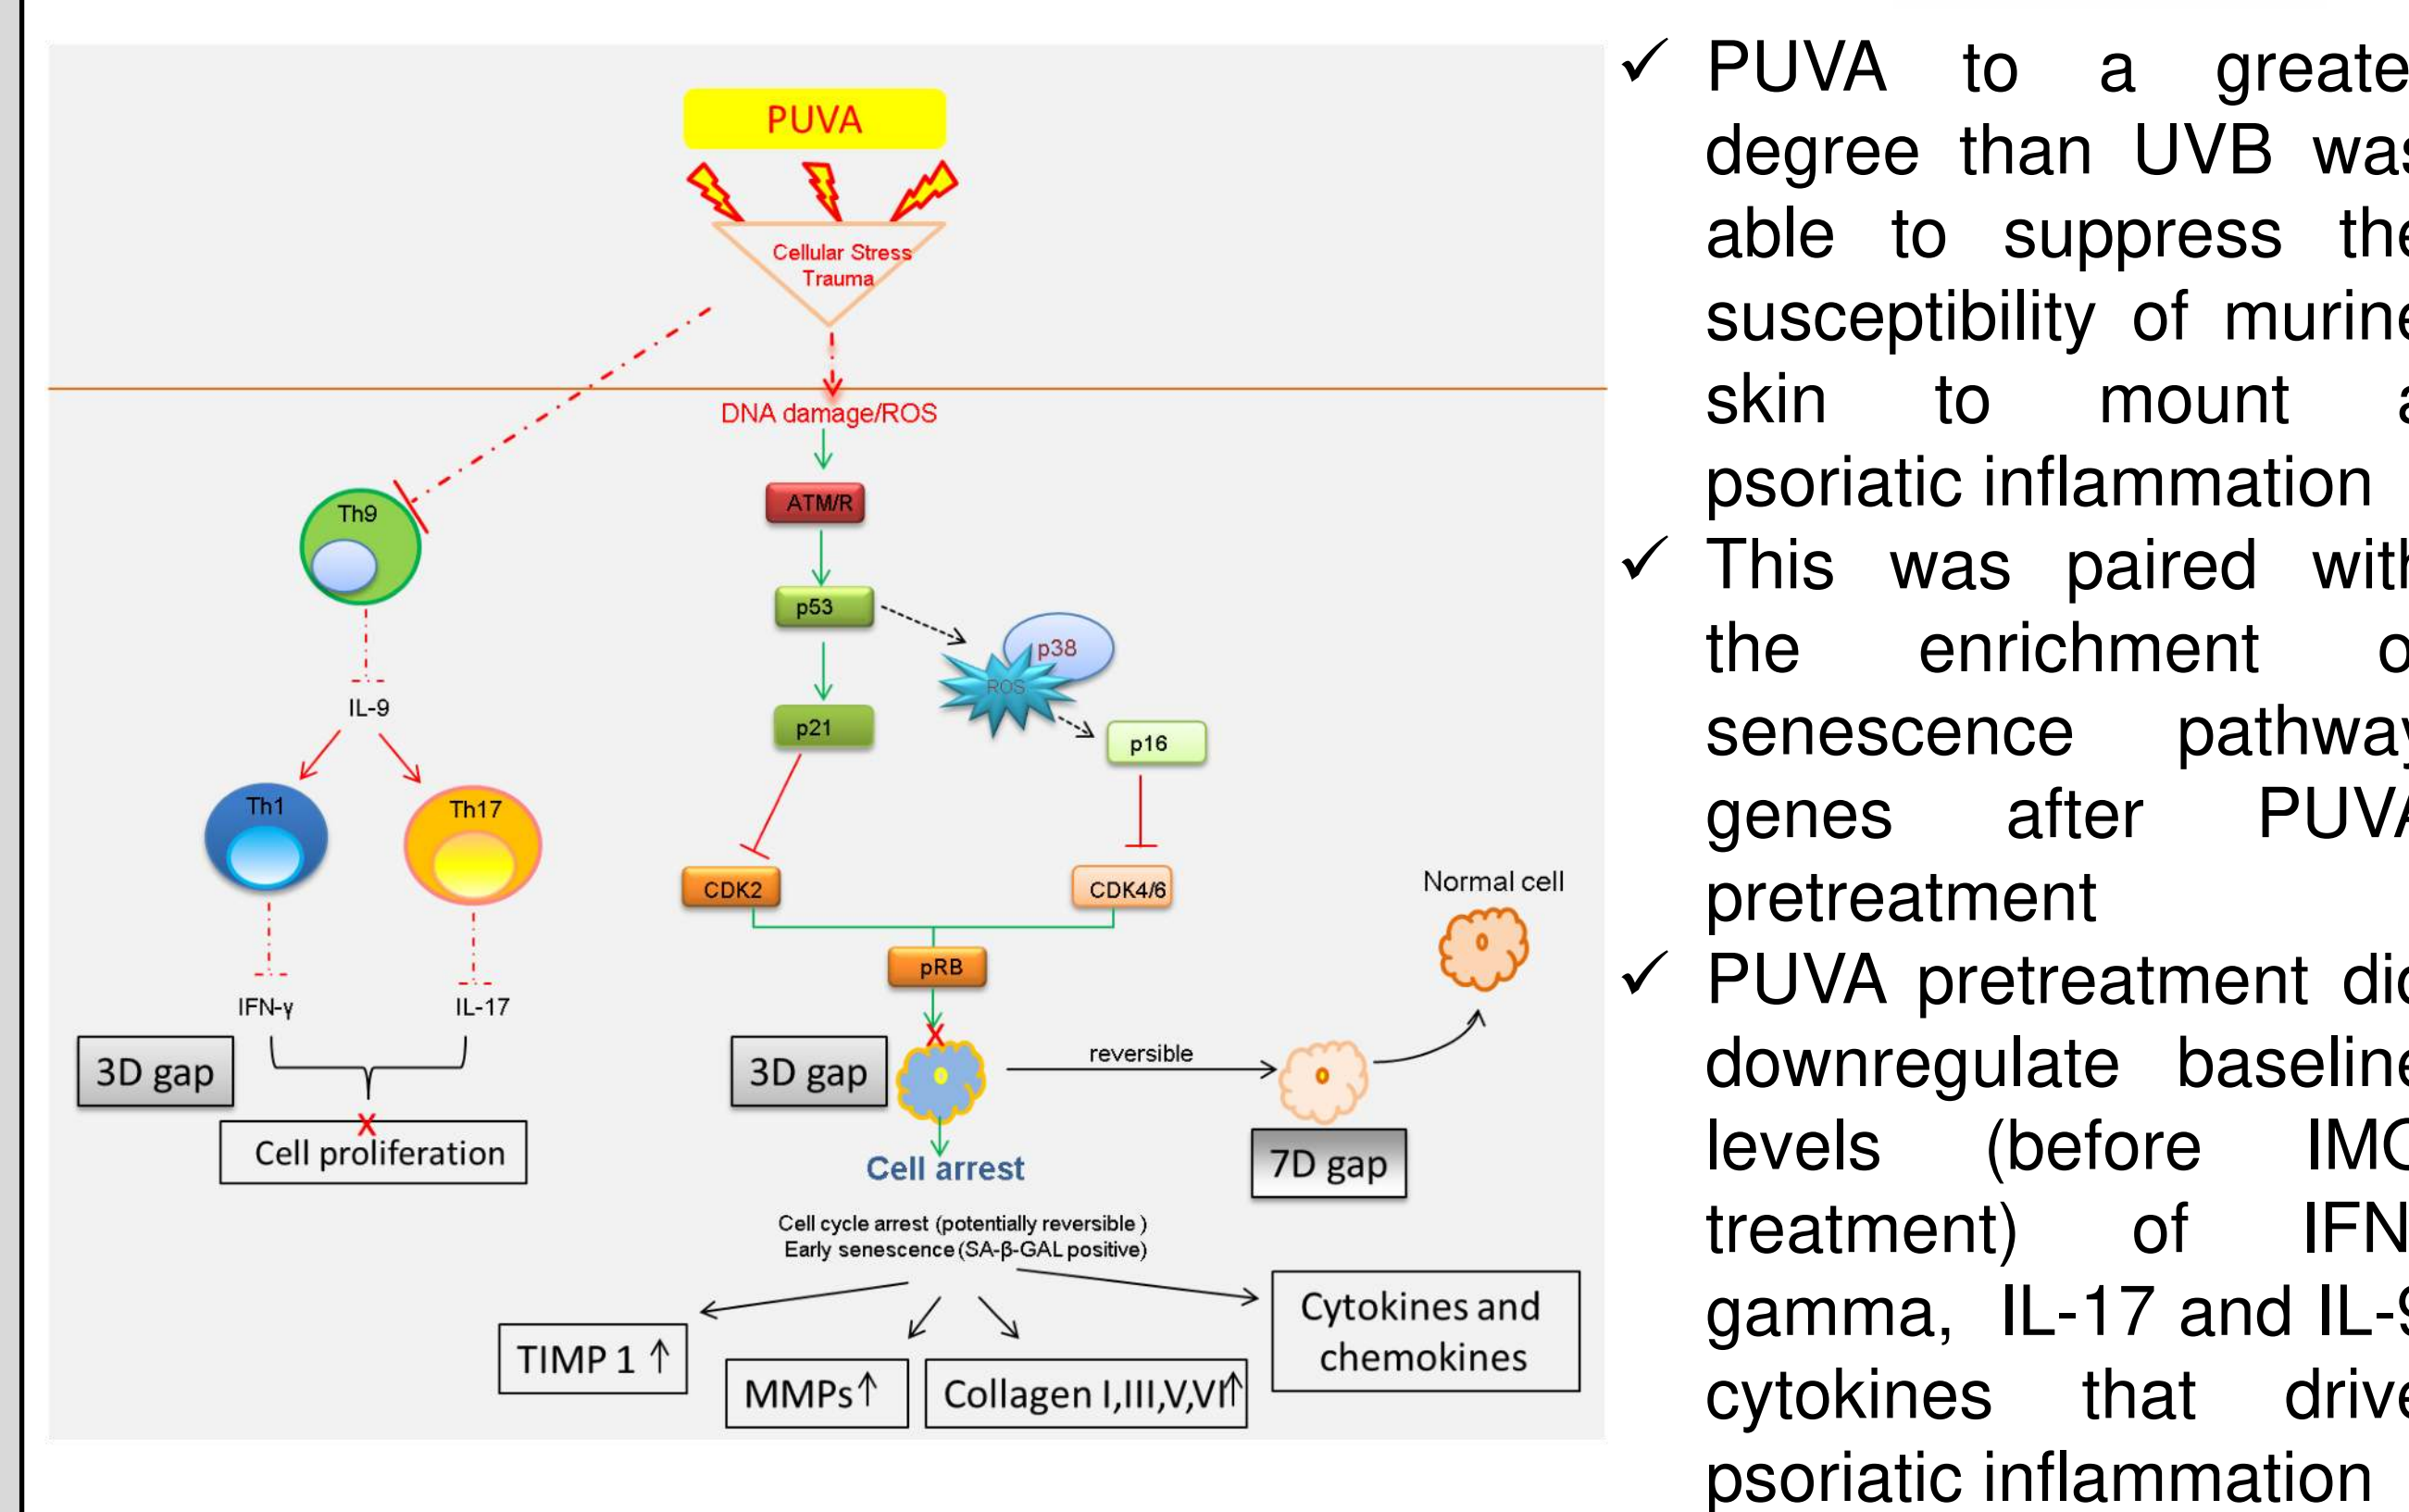 PUVA
Cellular Stress
Trauma
DNA damage/ROS
ATM/R
Th9
p53
p38
ROS
IL-9
p21
p16
Th1
Th17
CDK2
CDK4/6
Normal cell
pRB
IFN-γ
IL-17
3D gap
3D gap
reversible
X
X
Cell proliferation
Cell arrest
7D gap
Cell cycle arrest (potentially reversible )
Early senescence (SA-β-GAL positive)
TIMP 1 ↑
MMPs↑
Collagen I,III,V,VI↑
Cytokines and
chemokines
✓ PUVA to a greate
degree than UVB was
able to suppress the
susceptibility of murine
skin to mount a
psoriatic inflammation
✓ This was paired with
the enrichment o
senescence pathway
genes after PUVA
pretreatment
✓ PUVA pretreatment did
downregulate baseline
levels (before IMQ
treatment) of IFN
gamma, IL-17 and IL-9
cytokines that drive
psoriatic inflammation